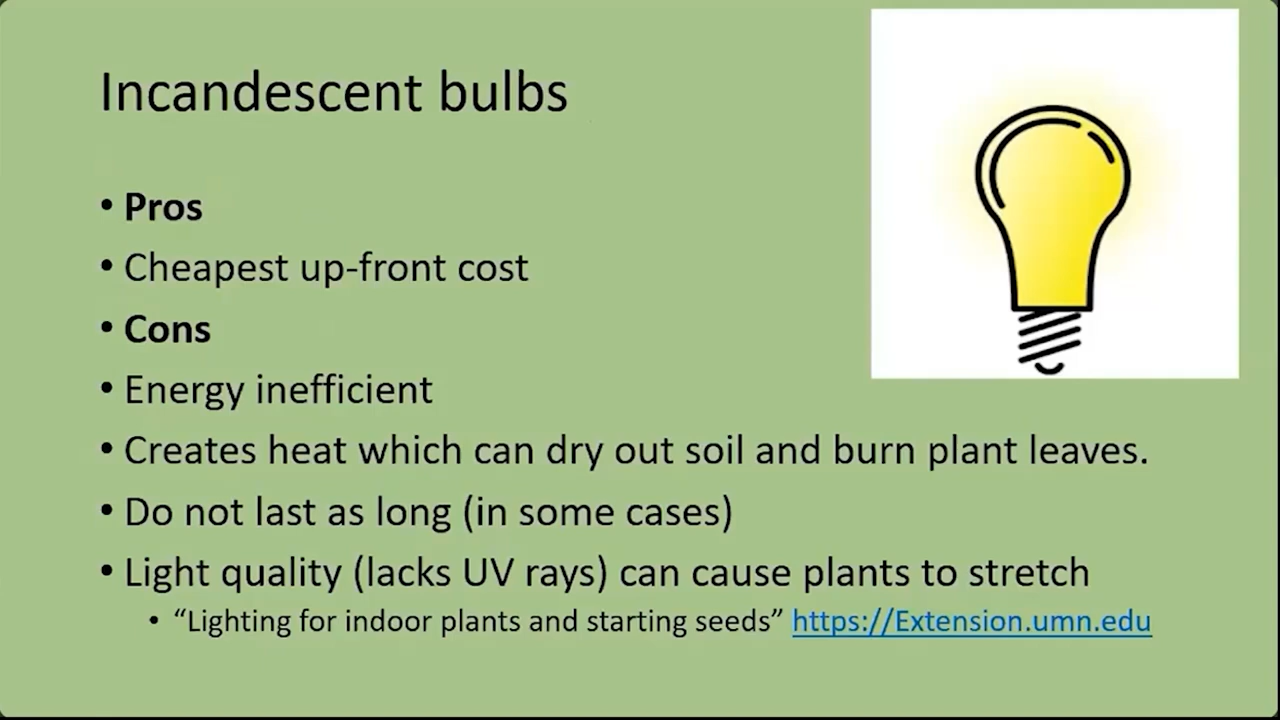 Incandescent bulbs
• Pros
• Cheapest up-front cost
• Cons
• Energy inefficient
• Creates heat which can dry out soil and burn plant leaves.
• Do not last as long (in some cases)
• Light quality (lacks UV rays) can cause plants to stretch
• “Lighting for indoor plants and starting seeds” https://Extension.umn.edu